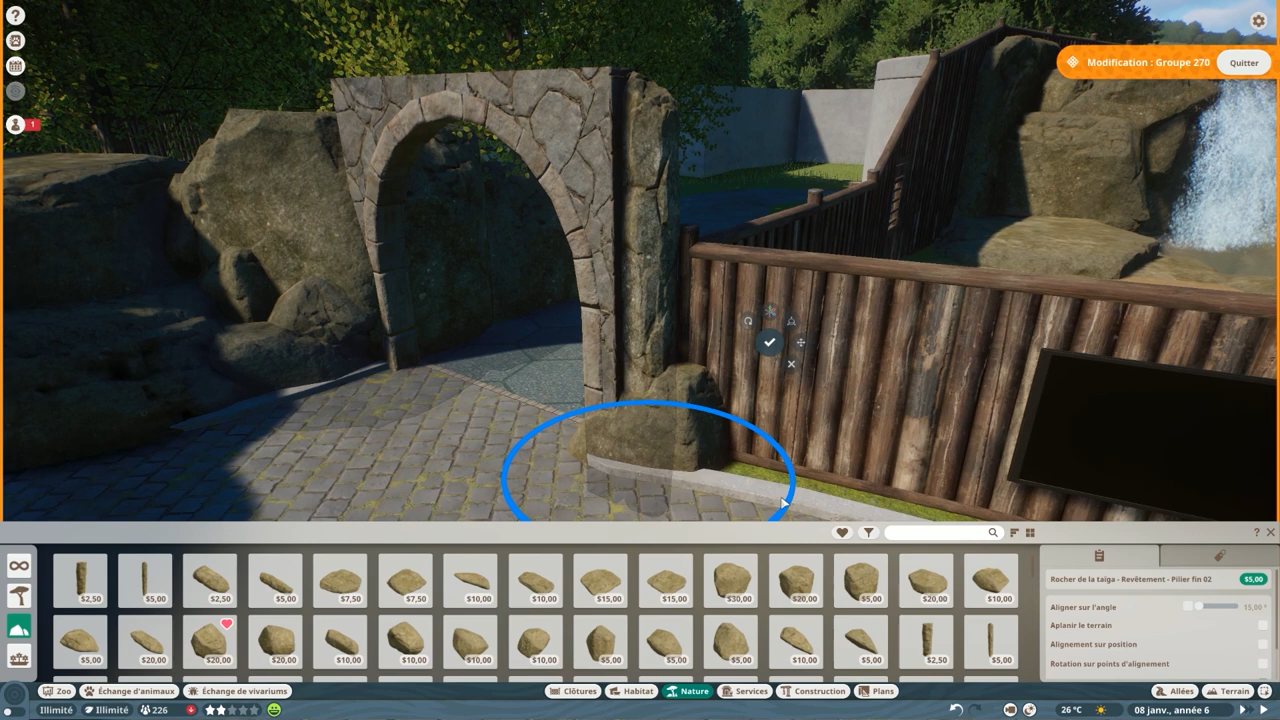 ?
1
Modification : Groupe 270
Quitter
?
$2,50 $5,00 $2,50 $5,00 $7,50 $7,50 $10,00 $10,00 $15,00 $15,00 $30,00 $20,00 $5,00 $20,00 $10,00
$5,00 $20,00 $20,00 $20,00 $10,00 $10,00 $10,00 $10,00 $5,00 $5,00 $5,00 $10,00 $5,00 $2,50 $5,00
Rocher de la taïga - Revêtement - Pilier fin 02
$5,00
Aligner sur l'angle
15,00 °
Aplanir le terrain
Alignement sur position
Rotation sur points d'alignement
Zoo
Échange d'animaux
Échange de vivariums
Clôtures
Habitat
Nature
Services
Construction
Plans
Allées
Terrain
Illimité
Illimité
226
26 °C
08 janv., année 6